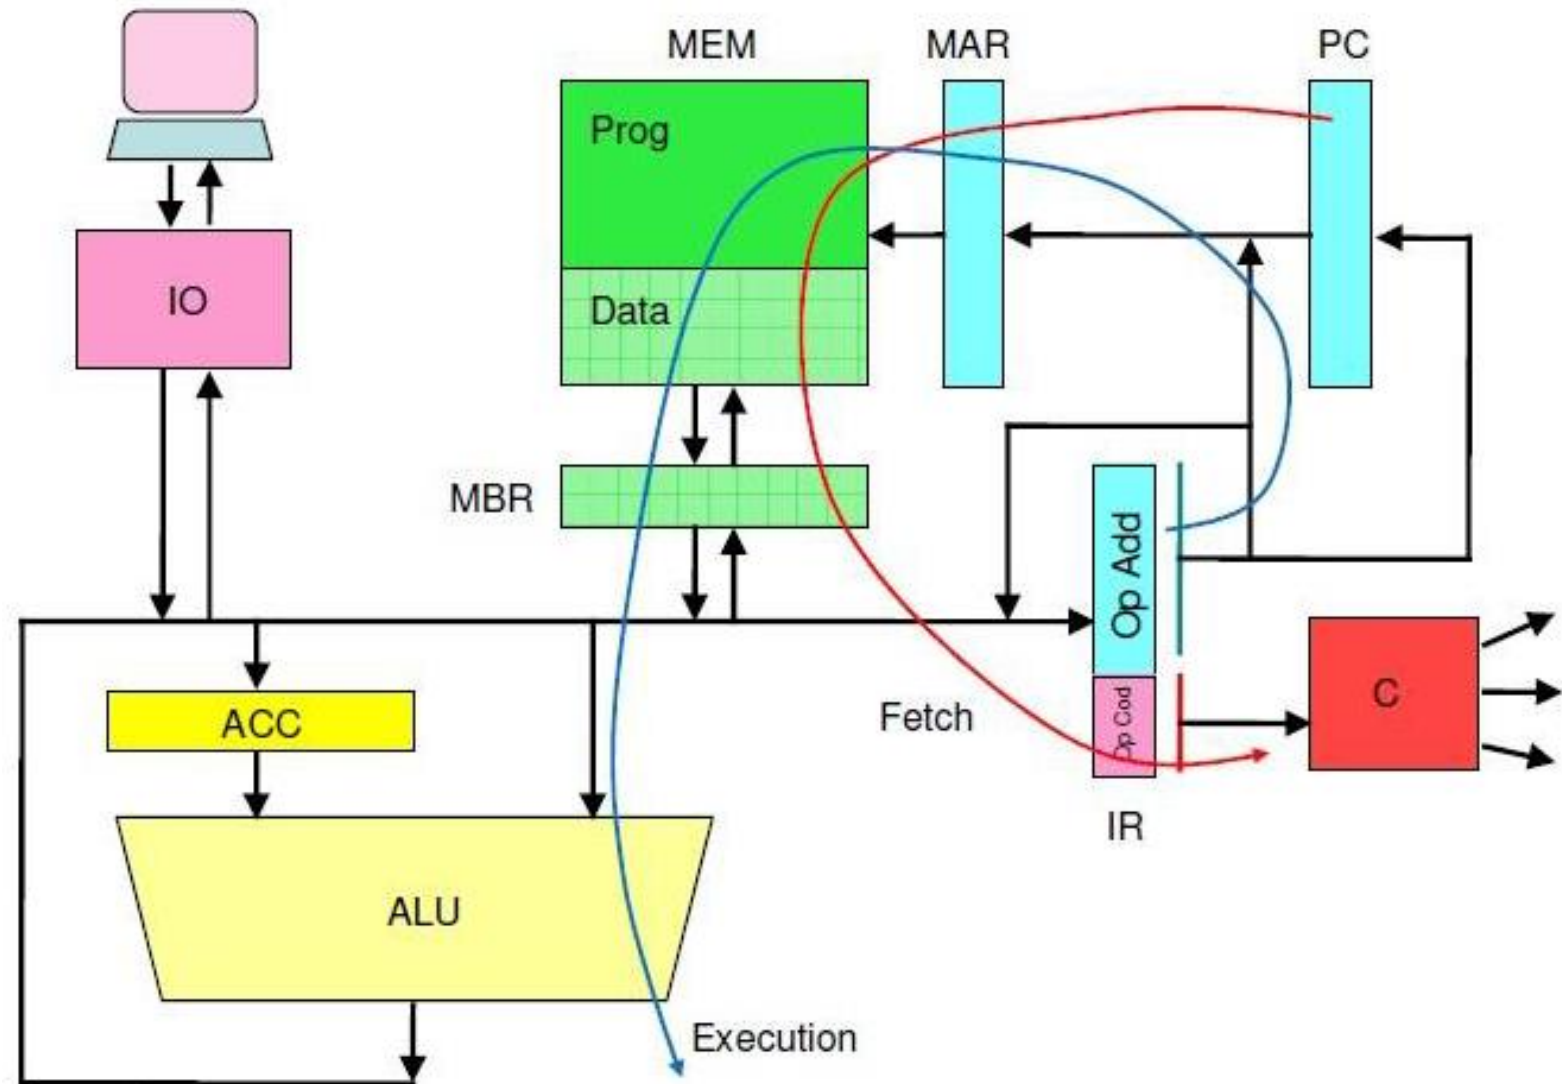 MEM
MAR
PC
Prog
IO
Data
MBR
Op Add
ACC
Fetch
Op Cod
C
IR
ALU
Execution